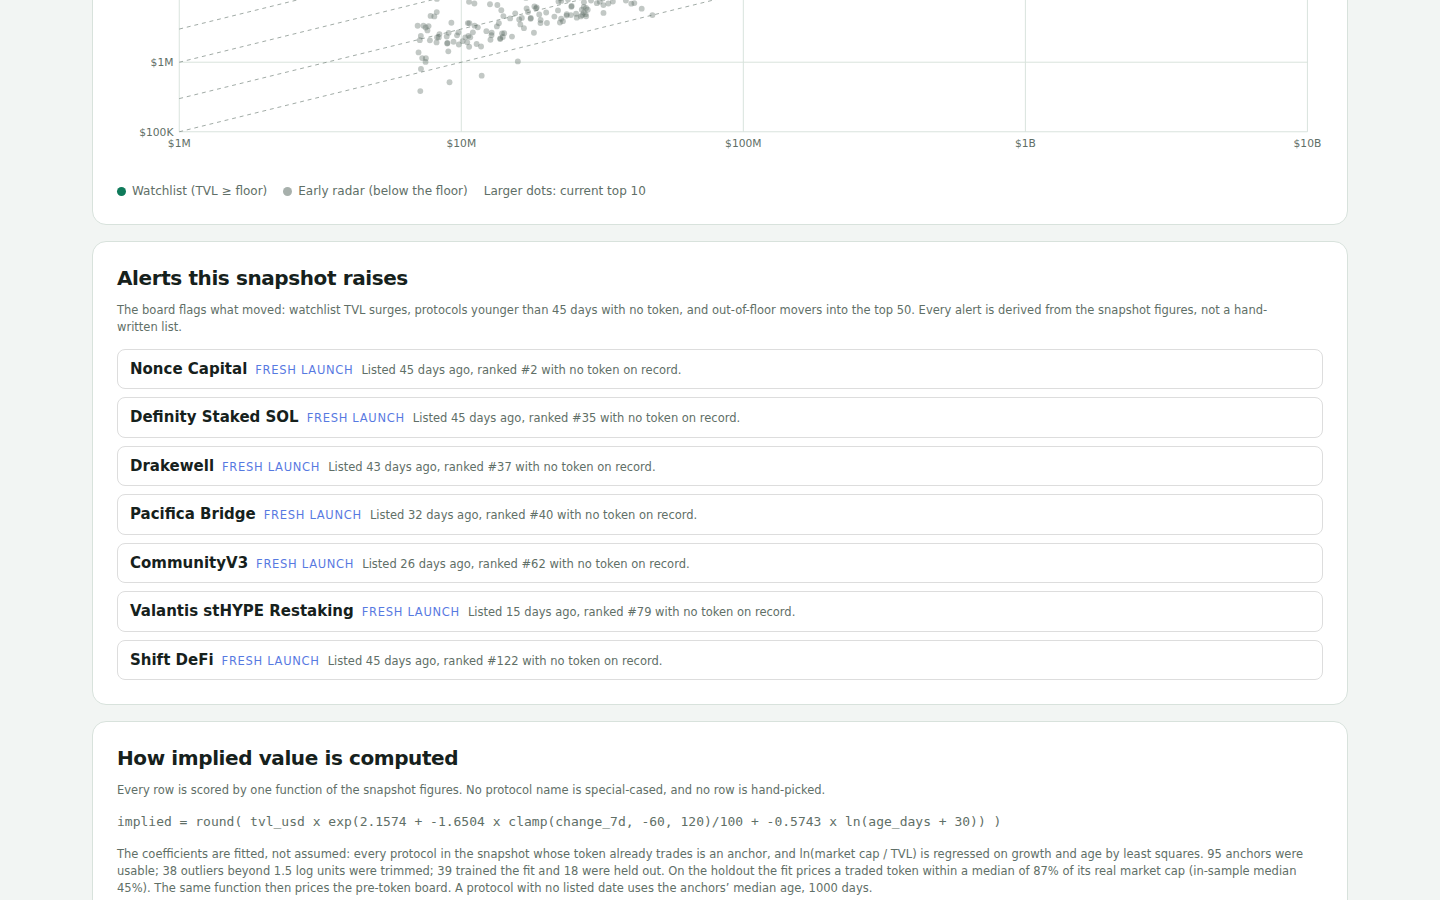 $1M
$100K
$1M
$10M
$100M
$1B
$10B
Watchlist (TVL ≥ floor)
Early radar (below the floor)
Larger dots: current top 10
Alerts this snapshot raises
The board flags what moved: watchlist TVL surges, protocols younger than 45 days with no token, and out-of-floor movers into the top 50. Every alert is derived from the snapshot figures, not a hand-
written list.
Nonce Capital FRESH LAUNCH Listed 45 days ago, ranked #2 with no token on record.
Definity Staked SOL FRESH LAUNCH Listed 45 days ago, ranked #35 with no token on record.
Drakewell FRESH LAUNCH Listed 43 days ago, ranked #37 with no token on record.
Pacifica Bridge FRESH LAUNCH Listed 32 days ago, ranked #40 with no token on record.
CommunityV3 FRESH LAUNCH Listed 26 days ago, ranked #62 with no token on record.
Valantis stHYPE Restaking FRESH LAUNCH Listed 15 days ago, ranked #79 with no token on record.
Shift DeFi FRESH LAUNCH Listed 45 days ago, ranked #122 with no token on record.
How implied value is computed
Every row is scored by one function of the snapshot figures. No protocol name is special-cased, and no row is hand-picked.
implied = round( tvl_usd x exp(2.1574 + -1.6504 x clamp(change_7d, -60, 120)/100 + -0.5743 x ln(age_days + 30)) )
The coefficients are fitted, not assumed: every protocol in the snapshot whose token already trades is an anchor, and ln(market cap / TVL) is regressed on growth and age by least squares. 95 anchors were
usable; 38 outliers beyond 1.5 log units were trimmed; 39 trained the fit and 18 were held out. On the holdout the fit prices a traded token within a median of 87% of its real market cap (in-sample median
45%). The same function then prices the pre-token board. A protocol with no listed date uses the anchors’ median age, 1000 days.